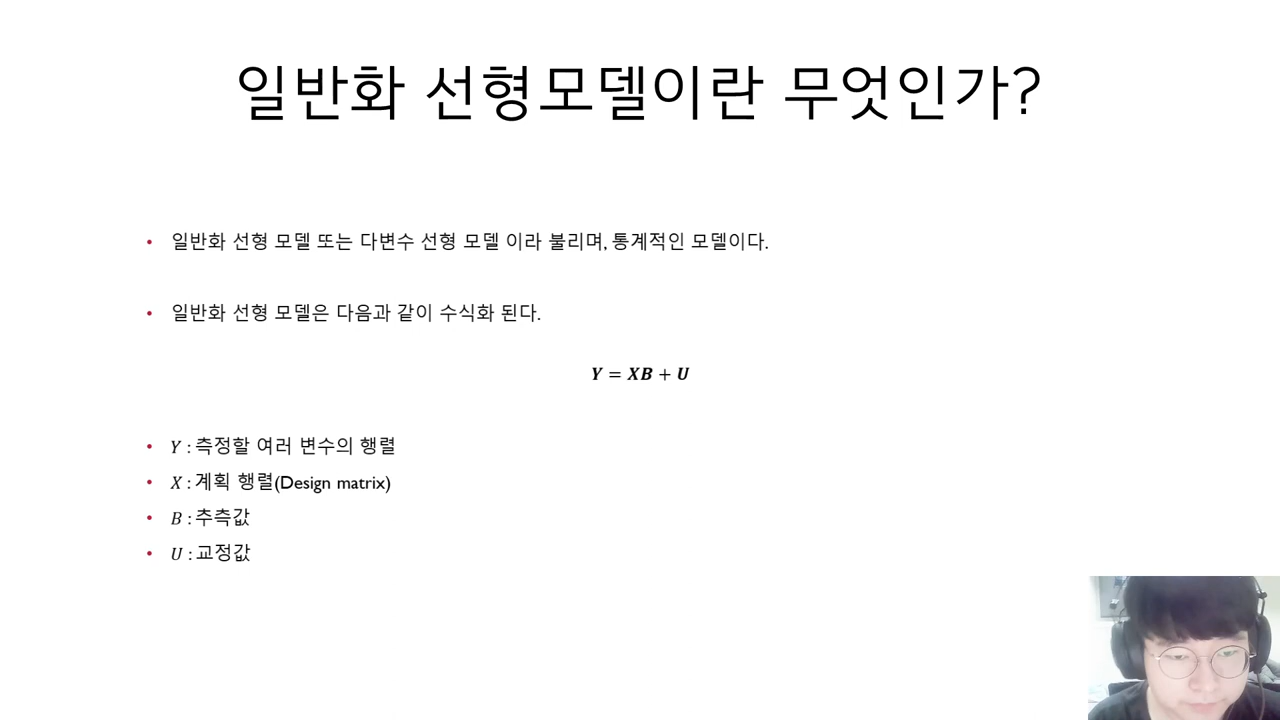 일반화 선형모델이란 무엇인가?
• 일반화 선형 모델 또는 다변수 선형 모델 이라 불리며, 통계적인 모델이다.
• 일반화 선형 모델은 다음과 같이 수식화 된다.
Y = XB + U
• Y : 측정할 여러 변수의 행렬
• X : 계획 행렬(Design matrix)
• B : 추측값
• U : 교정값